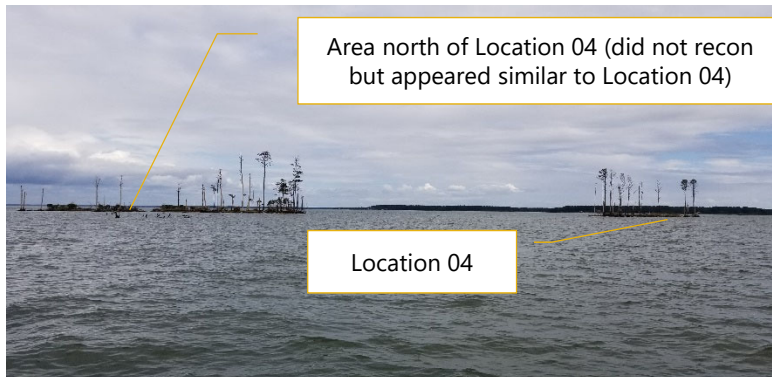 Area north of Location 04 (did not recon
but appeared similar to Location 04)
Location 04